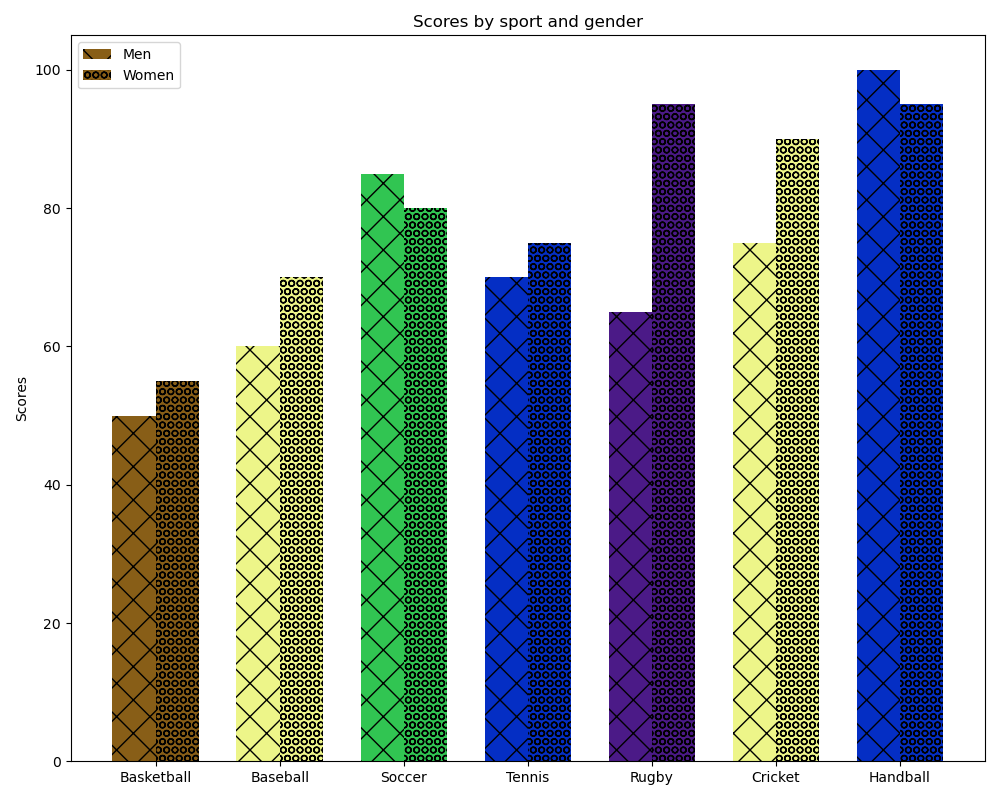 Scores by sport and gender
Men
Women
100
80
60
40
20
0
Scores
Basketball Baseball Soccer Tennis Rugby Cricket Handball